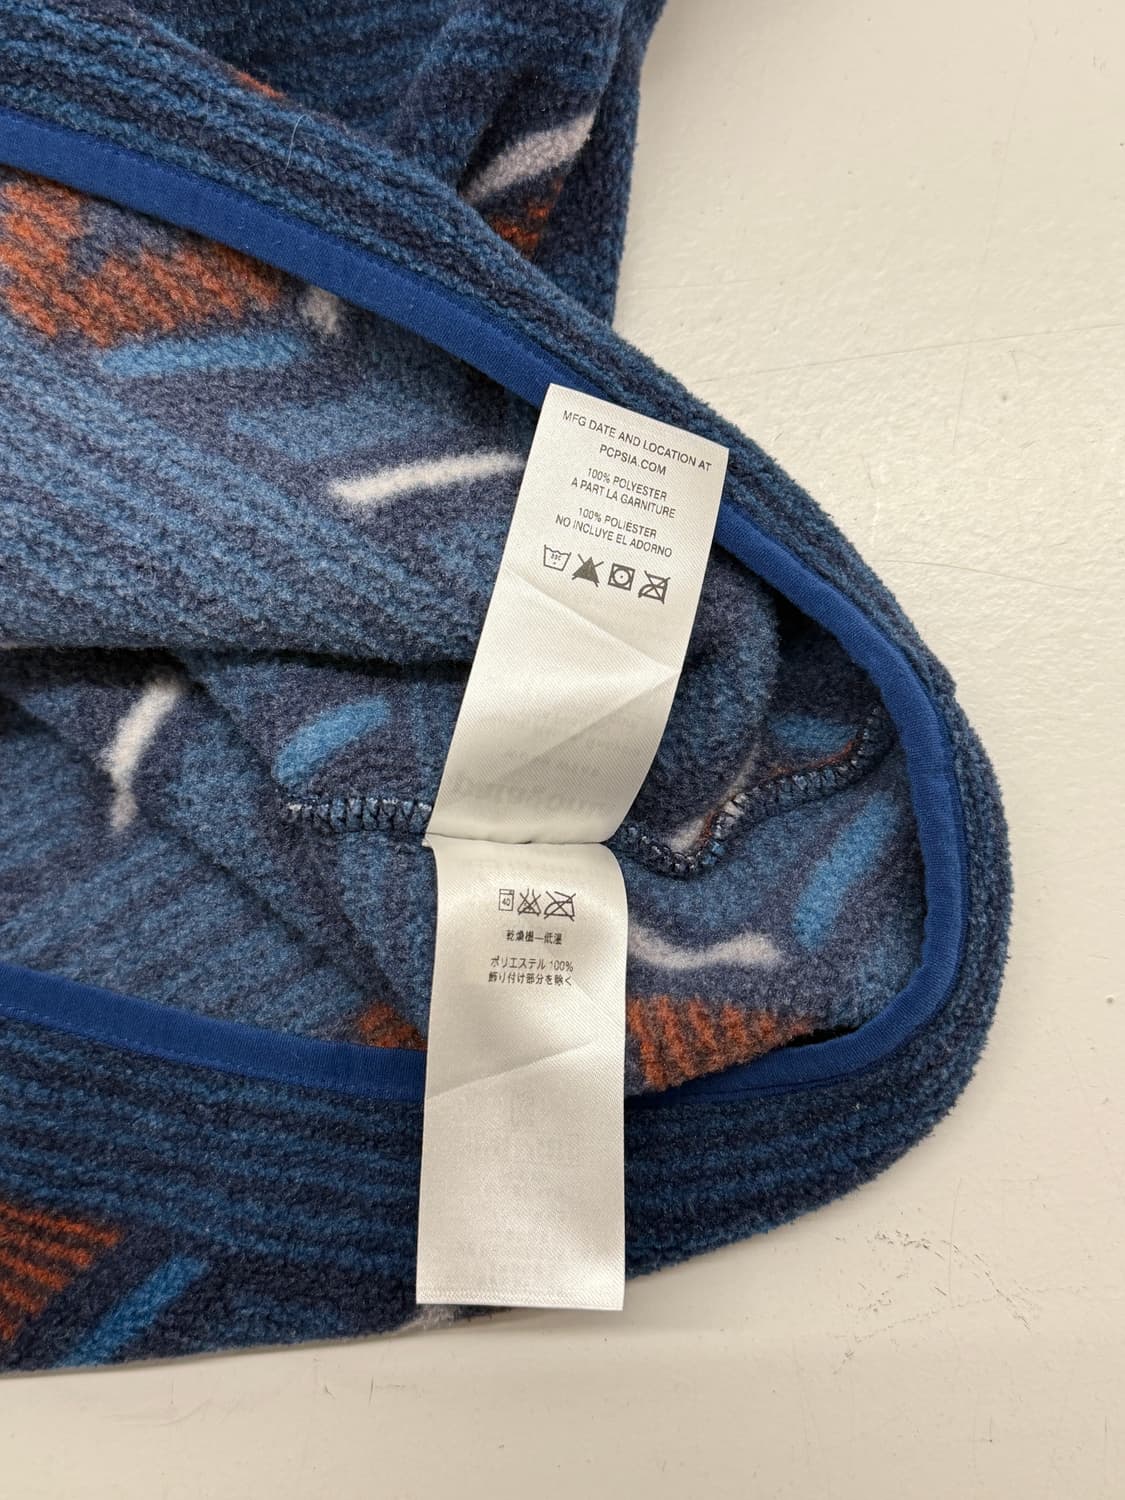 MFG DATE AND LOCATION AT
PCPSIA.COM
100% POLYESTER
A PART LA GARNITURE
100% POLIÉSTER
NO INCLUYE EL ADORNO
40
乾燥機—低温
ポリエステル 100%
飾り付け部分を除く